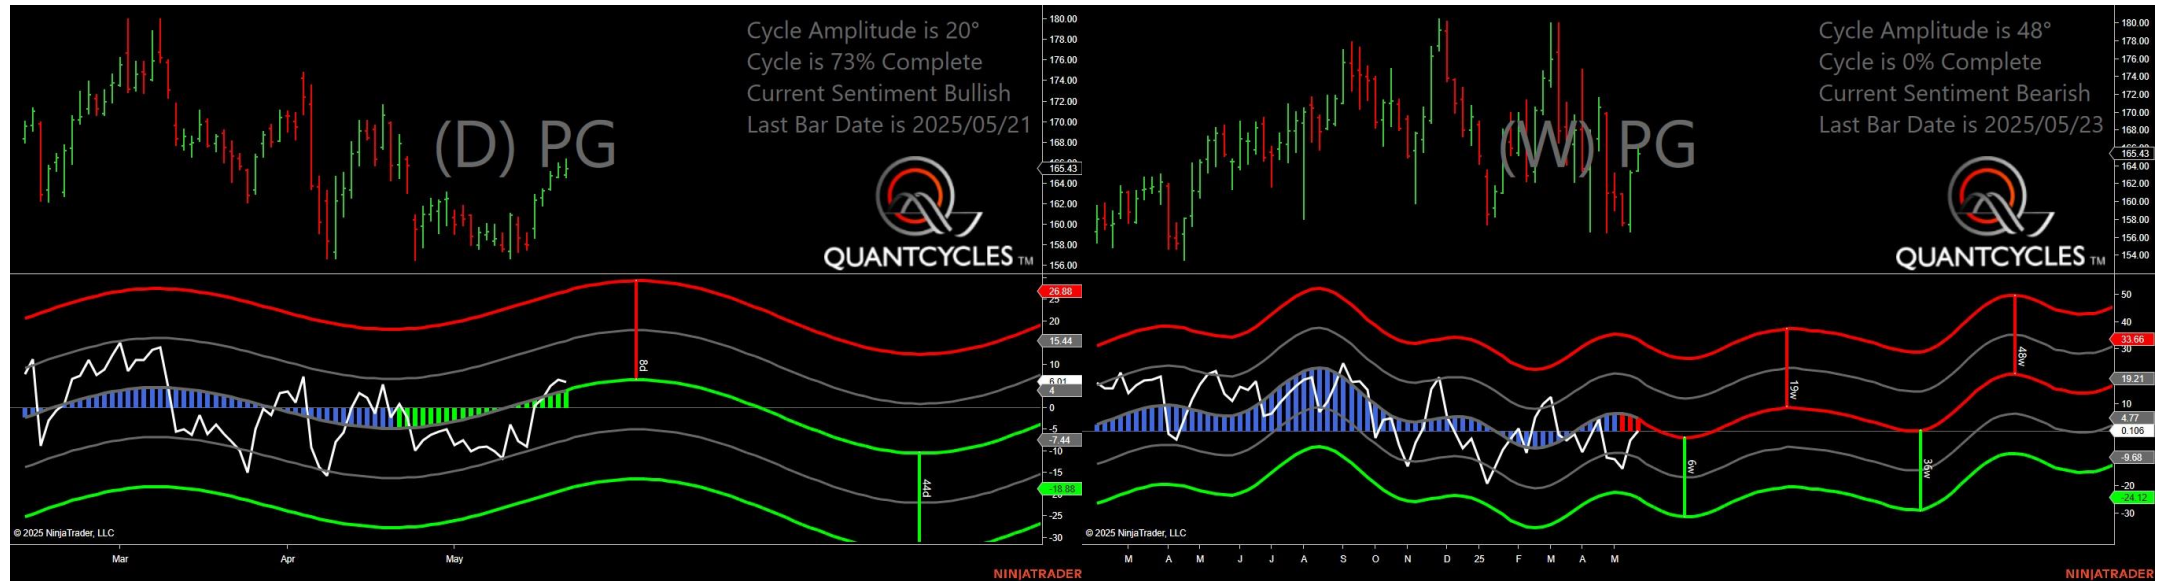 Cycle Amplitude is 20°
Cycle is 73% Complete
Current Sentiment Bullish
Last Bar Date is 2025/05/21
(D) PG
QUANTCYCLES TM
180.00
178.00
176.00
174.00
172.00
170.00
168.00
165.43
164.00
162.00
160.00
158.00
156.00
26.88
25
20
15.44
10
6.01
4
0
-5
-7.44
-10
-15
-18.88
-25
-30
8d
44d
© 2025 NinjaTrader, LLC
Mar Apr May
NINJATRADER
Cycle Amplitude is 48°
Cycle is 0% Complete
Current Sentiment Bearish
Last Bar Date is 2025/05/23
(W) PG
QUANTCYCLES TM
180.00
178.00
176.00
174.00
172.00
170.00
168.00
165.43
164.00
162.00
160.00
158.00
156.00
154.00
50
40
33.66
30
19.21
10
4.77
0.106
-9.68
-20
-24.12
-30
19w
6w
36w
48w
© 2025 NinjaTrader, LLC
M A M J J A S O N D 25 F M A M
NINJATRADER